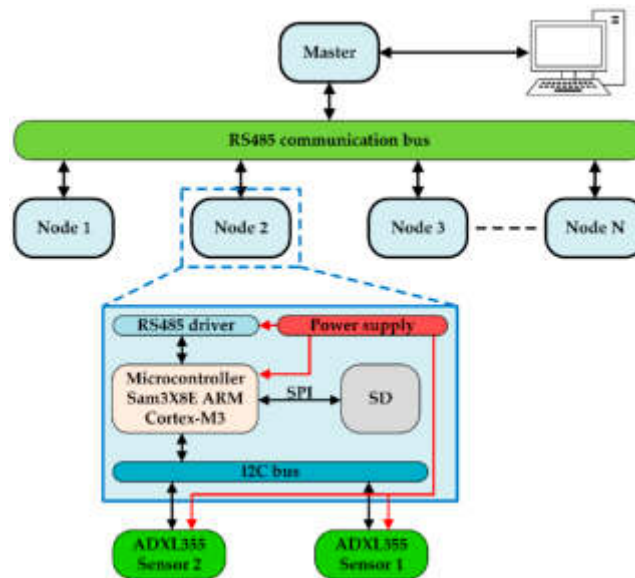 Master
RS485 communication bus
Node 1
Node 2
Node 3
Node N
RS485 driver
Power supply
Microcontroller
Sam3X8E ARM
Cortex-M3
SPI
SD
I2C bus
ADXL355
Sensor 2
ADXL355
Sensor 1